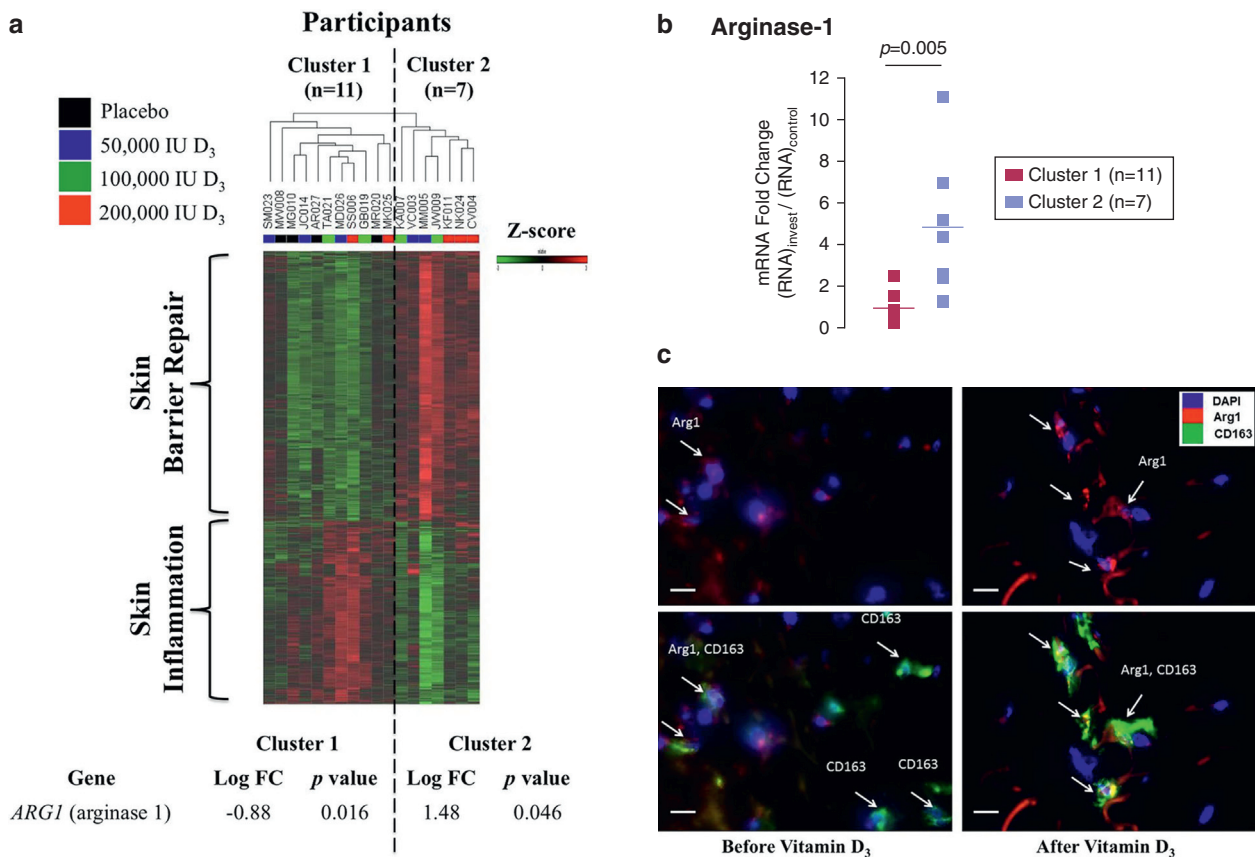 a
Participants
Cluster 1
(n=11)
Cluster 2
(n=7)
Placebo
50,000 IU D3
100,000 IU D3
200,000 IU D3
SM023
MW008
MG010
JC014
AR027
TA021
MD026
SS006
GB019
MR020
MK025
KA007
VC003
MM005
JV009
KF011
NK024
CV004
Z-score
Skin
Barrier Repair
Skin
Inflammation
Cluster 1
Cluster 2
Gene
Log FC
p value
Log FC
p value
ARG1 (arginase 1)
-0.88
0.016
1.48
0.046
b
Arginase-1
p=0.005
mRNA Fold Change
(RNA)invest / (RNA)control
12
10
8
6
4
2
0
Cluster 1 (n=11)
Cluster 2 (n=7)
c
DAPI
Arg1
CD163
Arg1
Arg1
Arg1, CD163
CD163
CD163
CD163
Arg1, CD163
Before Vitamin D3
After Vitamin D3